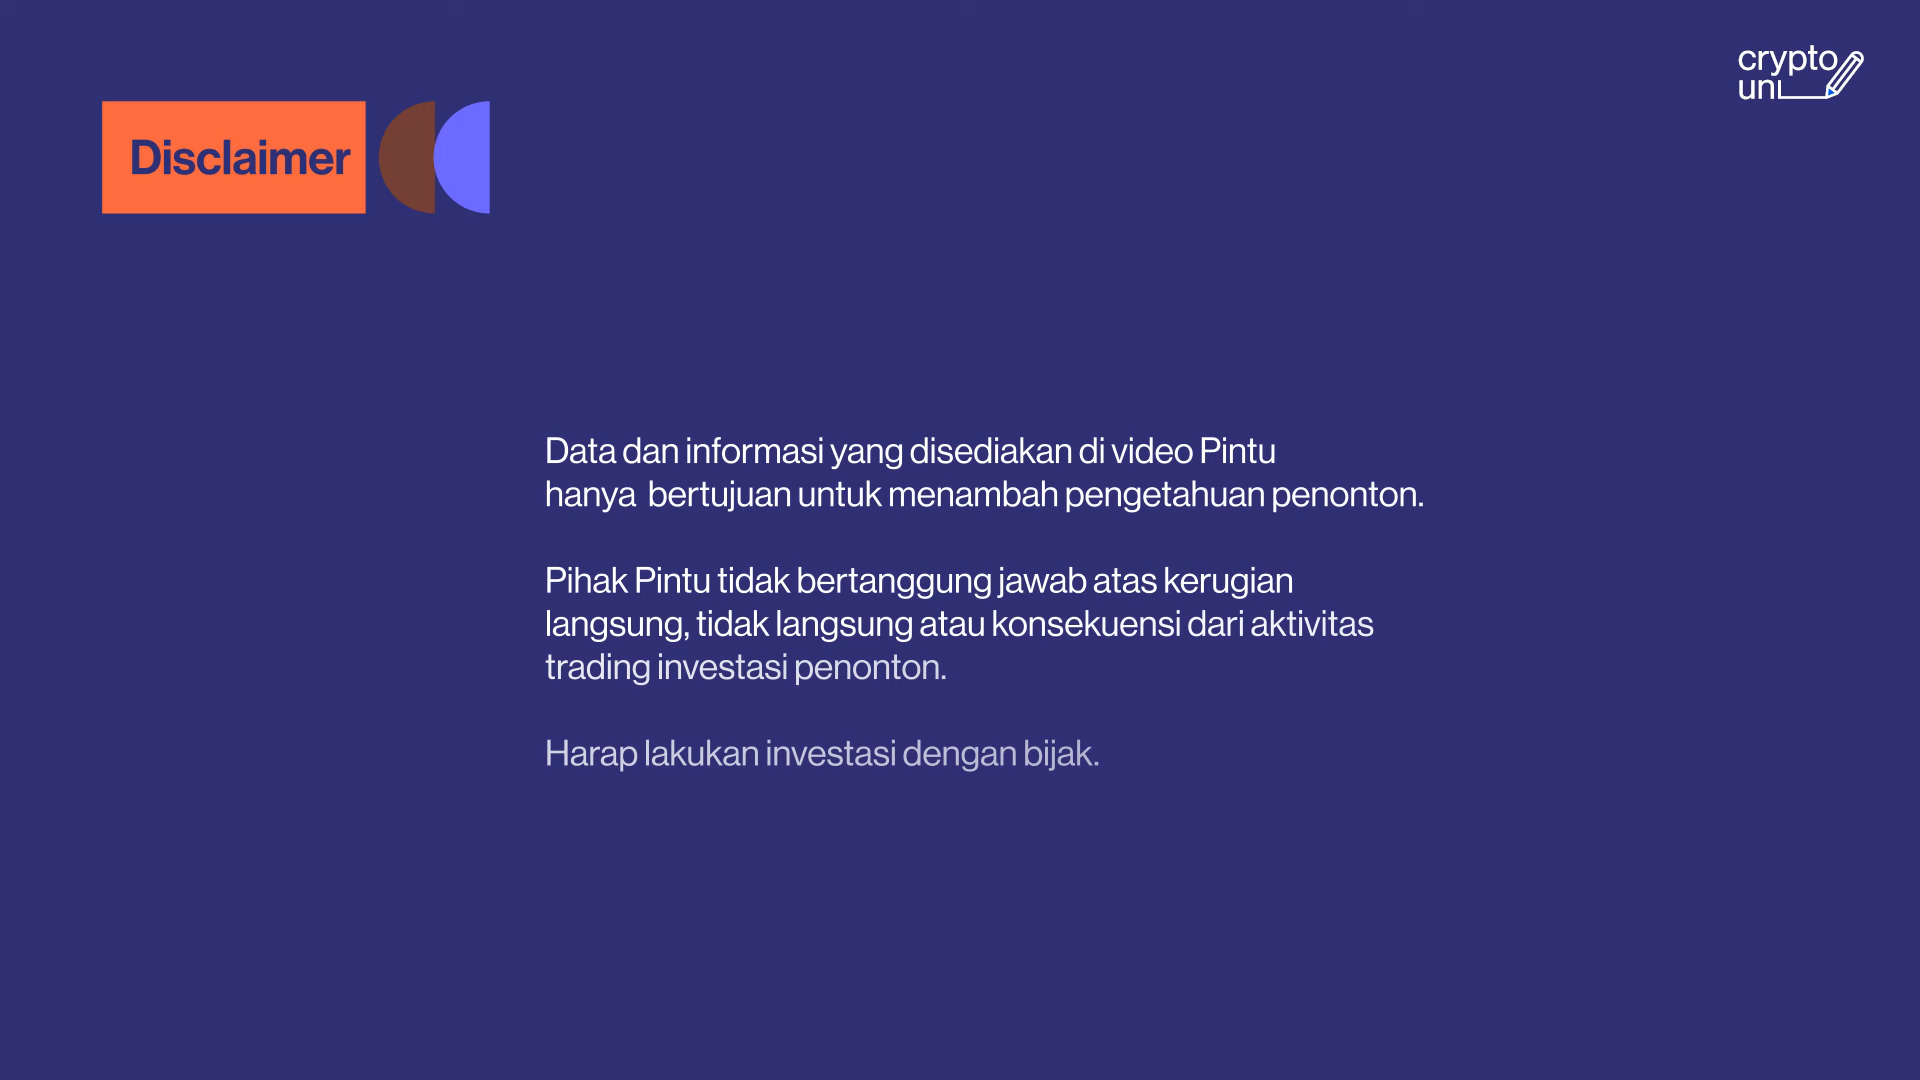 crypto
uni
Disclaimer
Data dan informasi yang disediakan di video Pintu
hanya  bertujuan untuk menambah pengetahuan penonton.
Pihak Pintu tidak bertanggung jawab atas kerugian
langsung, tidak langsung atau konsekuensi dari aktivitas
trading investasi penonton.
Harap lakukan investasi dengan bijak.